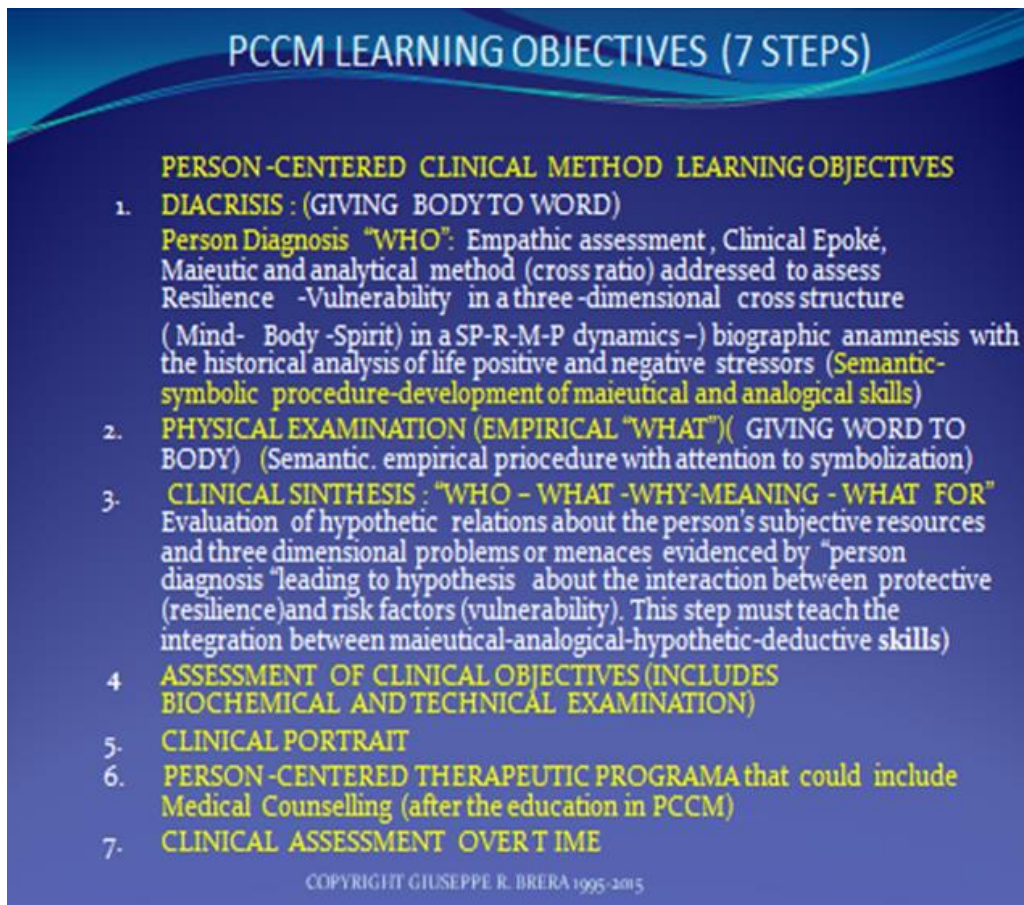 PCCM LEARNING OBJECTIVES (7 STEPS)
PERSON -CENTERED CLINICAL METHOD LEARNING OBJECTIVES
1. DIACRISIS : (GIVING BODY TO WORD)
Person Diagnosis "WHO": Empathic assessment , Clinical Epoké,
Maieutic and analytical method (cross ratio) addressed to assess
Resilience -Vulnerability in a three -dimensional cross structure
( Mind- Body -Spirit) in a SP-R-M-P dynamics –) biographic anamnesis with
the historical analysis of life positive and negative stressors (Semantic-
symbolic procedure-development of maieutical and analogical skills)
2. PHYSICAL EXAMINATION (EMPIRICAL "WHAT")( GIVING WORD TO
BODY) (Semantic. empirical priocedure with attention to symbolization)
3. CLINICAL SINTHESIS : "WHO – WHAT -WHY-MEANING - WHAT FOR"
Evaluation of hypothetic relations about the person's subjective resources
and three dimensional problems or menaces evidenced by "person
diagnosis "leading to hypothesis about the interaction between protective
(resilience)and risk factors (vulnerability). This step must teach the
integration between maieutical-analogical-hypothetic-deductive skills)
4 ASSESSMENT OF CLINICAL OBJECTIVES (INCLUDES
BIOCHEMICAL AND TECHNICAL EXAMINATION)
5. CLINICAL PORTRAIT
6. PERSON -CENTERED THERAPEUTIC PROGRAMA that could include
Medical Counselling (after the education in PCCM)
7. CLINICAL ASSESSMENT OVER T IME
COPYRIGHT GIUSEPPE R. BRERA 1995-2015